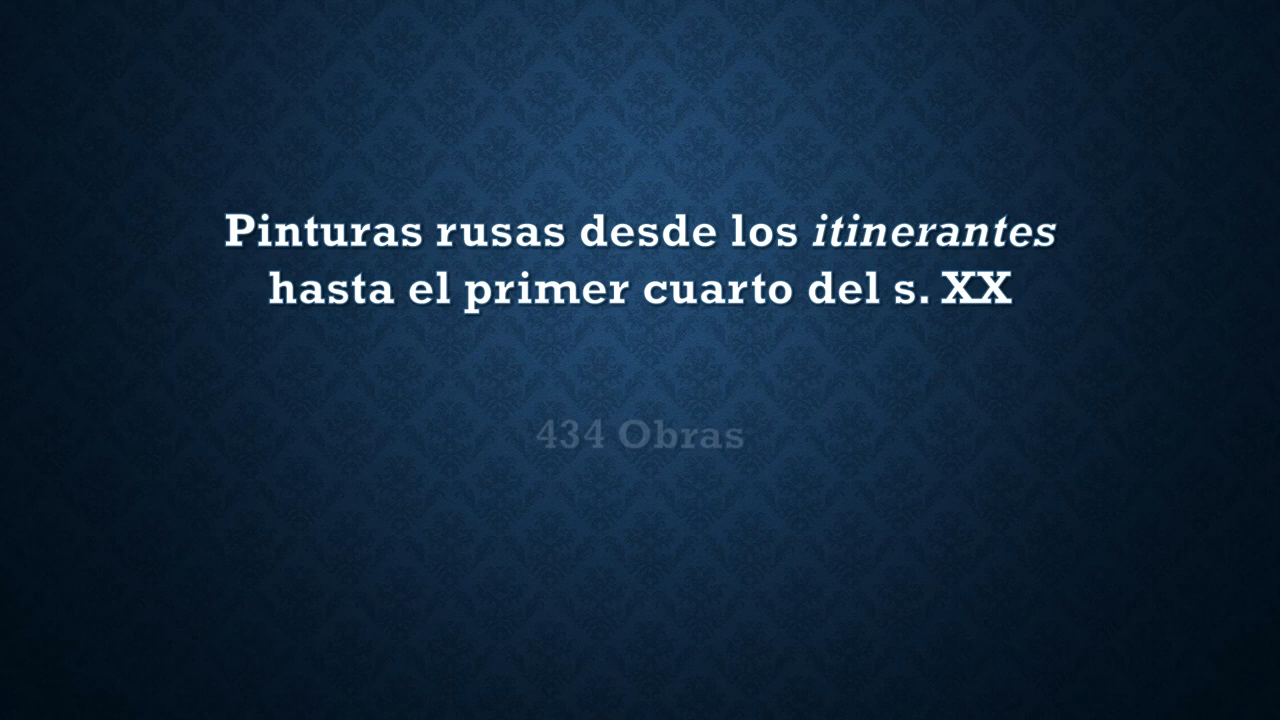 Pinturas rusas desde los itinerantes
hasta el primer cuarto del s. XX
434 Obras